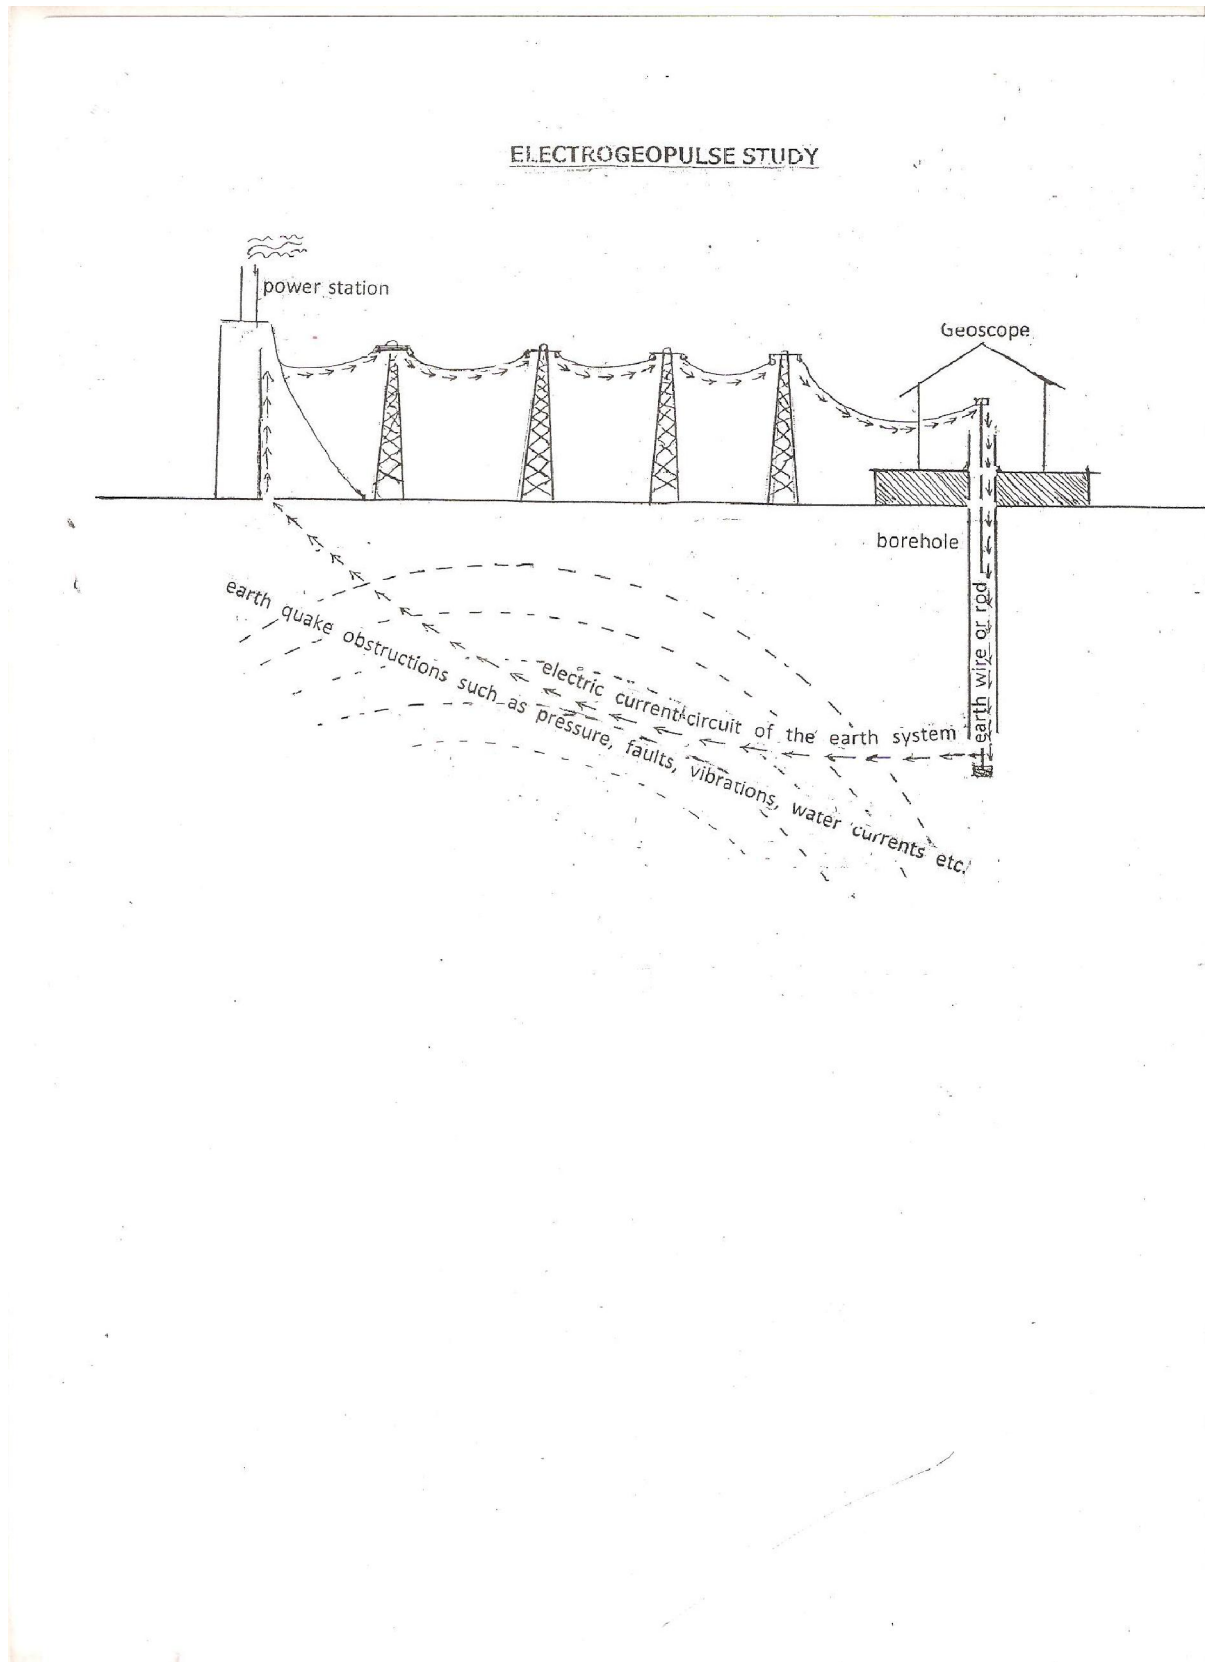 ELECTROGEOPULSE STUDY
power station
Geoscope
borehole
earth wire or rod
electric current circuit of the earth system
earth quake obstructions such as pressure, faults, vibrations, water currents etc.